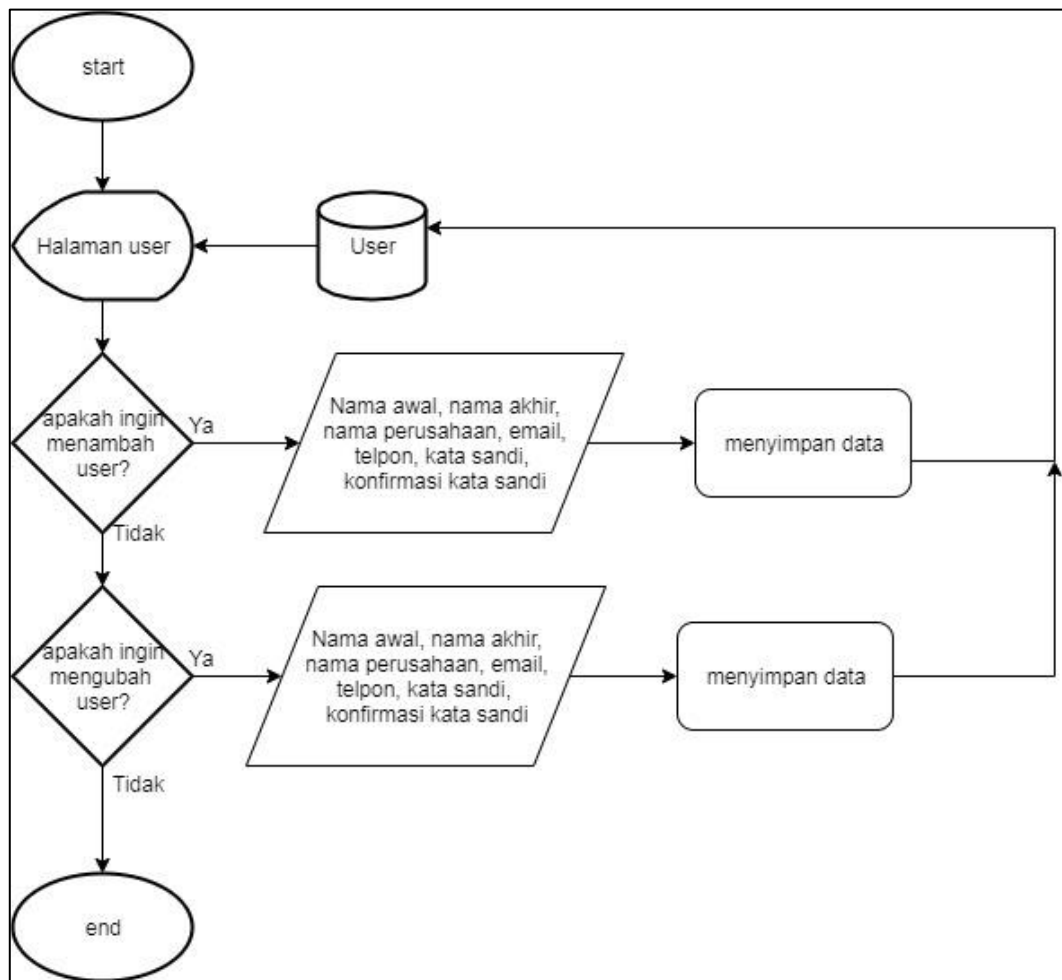 start
Halaman user
User
apakah ingin
menambah
user?
Ya
Nama awal, nama akhir,
nama perusahaan, email,
telpon, kata sandi,
konfirmasi kata sandi
menyimpan data
Tidak
apakah ingin
mengubah
user?
Ya
Nama awal, nama akhir,
nama perusahaan, email,
telpon, kata sandi,
konfirmasi kata sandi
menyimpan data
Tidak
end